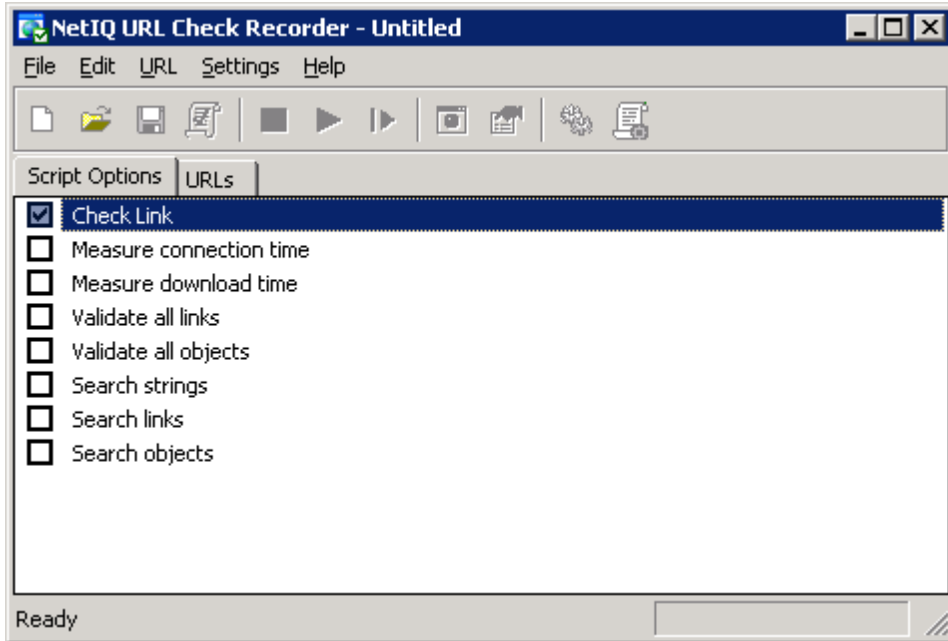 NetIQ URL Check Recorder - Untitled
File Edit URL Settings Help
Script Options URLs
Check Link
Measure connection time
Measure download time
Validate all links
Validate all objects
Search strings
Search links
Search objects
Ready